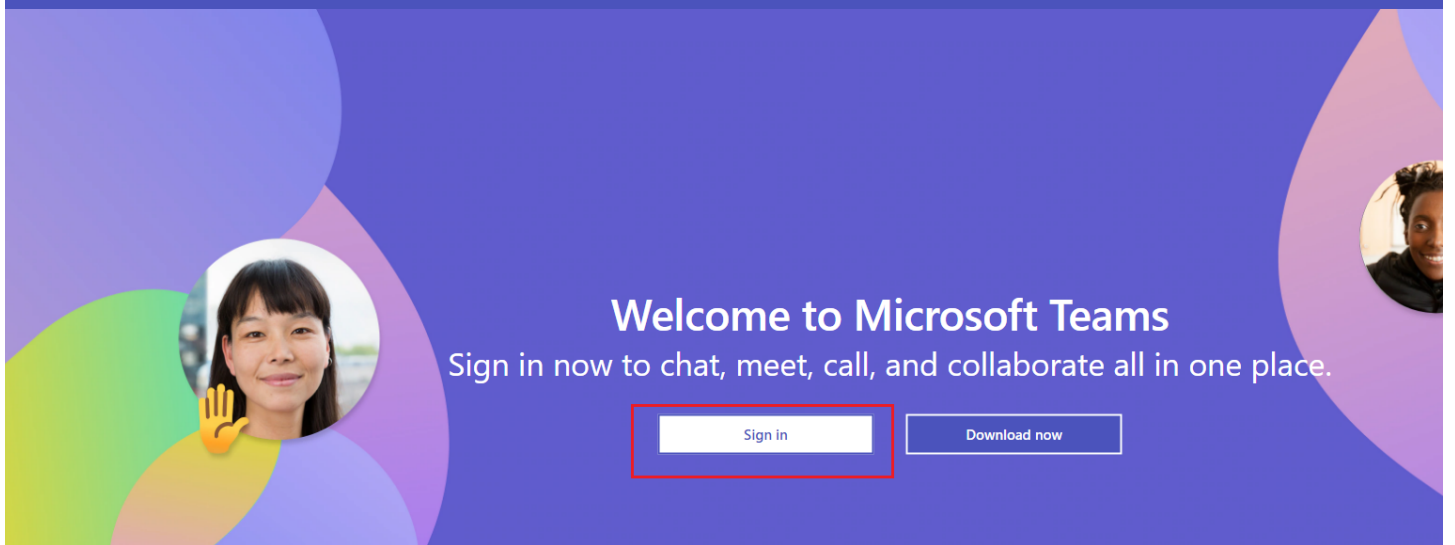 Welcome to Microsoft Teams
Sign in now to chat, meet, call, and collaborate all in one place.
Sign in
Download now